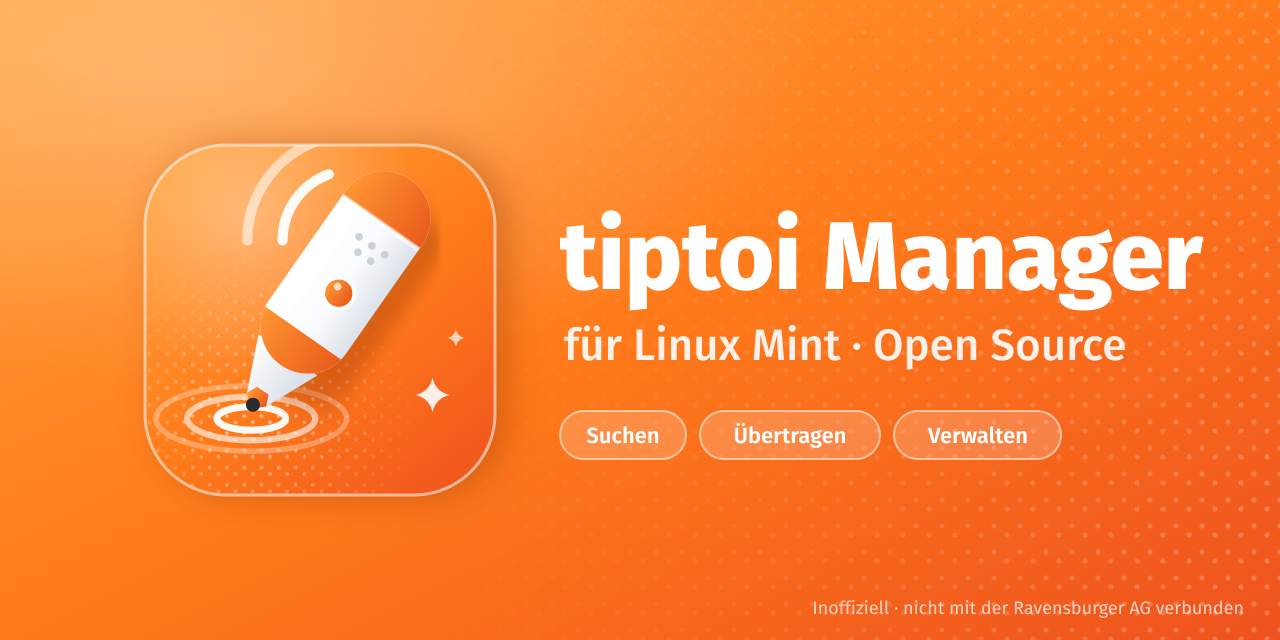 tiptoi Manager
für Linux Mint · Open Source
Suchen Übertragen Verwalten
Inoffiziell · nicht mit der Ravensburger AG verbunden